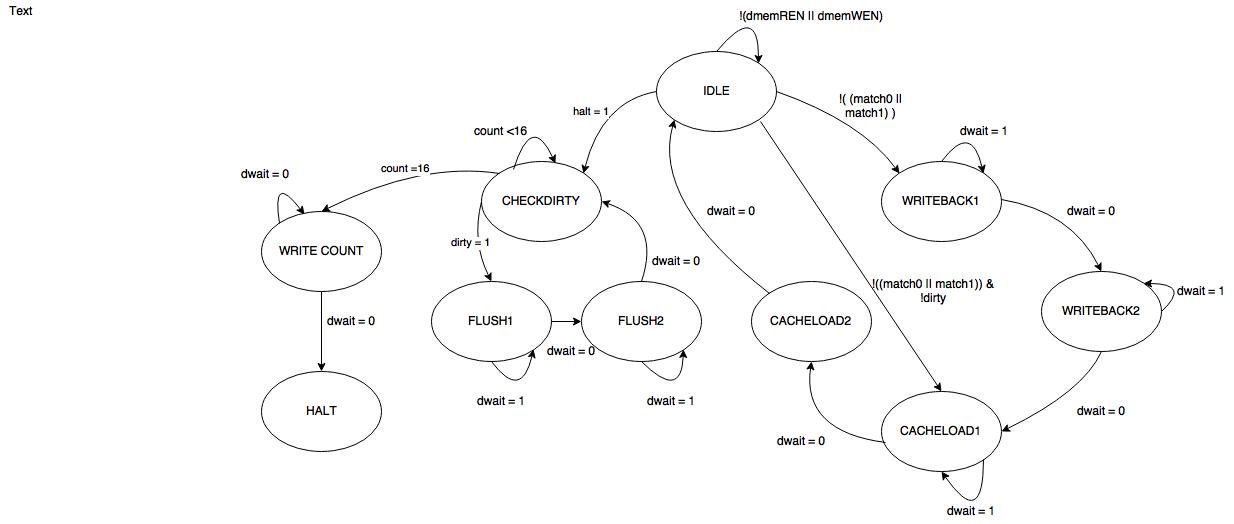 Text
!(dmemREN || dmemWEN)
IDLE
!( (match0 ||
match1) )
halt = 1
count <16
dwait = 1
count =16
dwait = 0
CHECKDIRTY
WRITEBACK1
dwait = 0
dwait = 0
dirty = 1
WRITE COUNT
dwait = 0
!((match0 || match1)) &
!dirty
dwait = 1
WRITEBACK2
dwait = 0
FLUSH1
FLUSH2
CACHELOAD2
dwait = 0
dwait = 1
dwait = 1
HALT
dwait = 0
CACHELOAD1
dwait = 0
dwait = 1